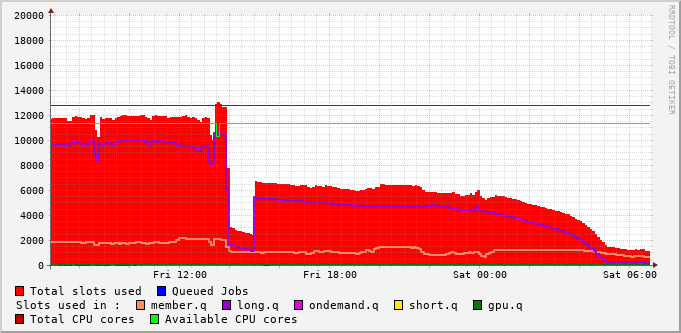 RRDTOOL / TOBI OETIKER
20000
18000
16000
14000
12000
10000
8000
6000
4000
2000
0
Fri 12:00 Fri 18:00 Sat 00:00 Sat 06:00
Total slots used Queued Jobs
Slots used in : member.q long.q ondemand.q short.q gpu.q
Total CPU cores Available CPU cores